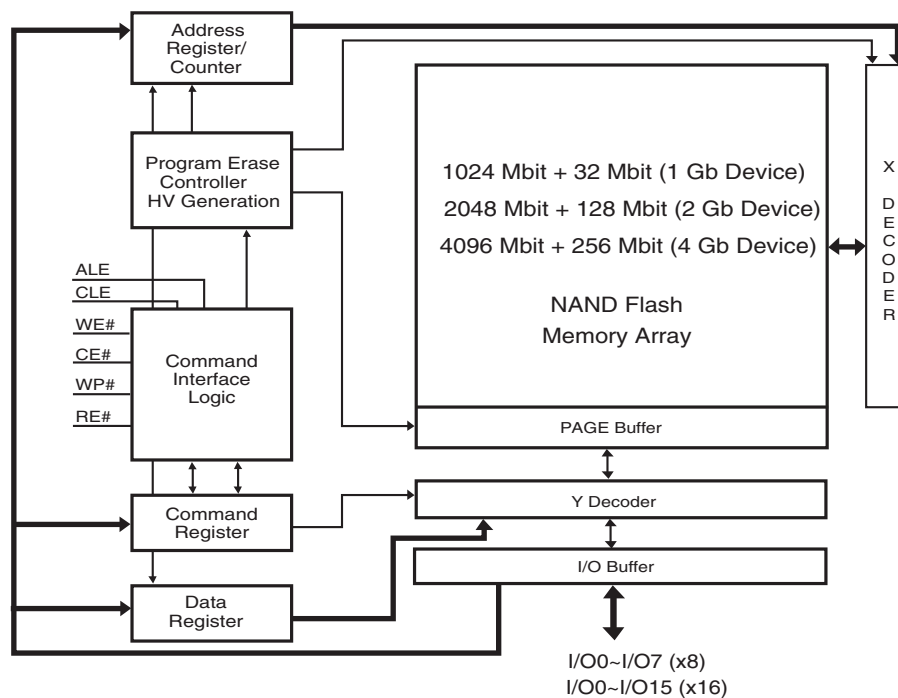 Address
Register/
Counter
Program Erase
Controller
HV Generation
1024 Mbit + 32 Mbit (1 Gb Device)
2048 Mbit + 128 Mbit (2 Gb Device)
4096 Mbit + 256 Mbit (4 Gb Device)
NAND Flash
Memory Array
X
DECODER
ALE
CLE
WE#
CE#
WP#
RE#
Command
Interface
Logic
PAGE Buffer
Y Decoder
Command
Register
I/O Buffer
Data
Register
I/O0~I/O7 (x8)
I/O0~I/O15 (x16)